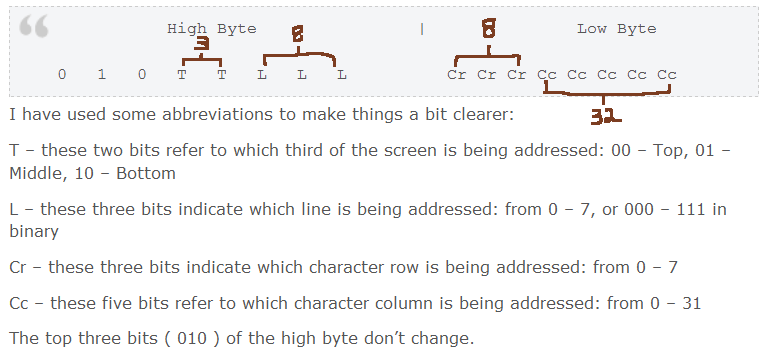 High Byte | Low Byte
3 8 8
0 1 0 T T L L L Cr Cr Cr Cc Cc Cc Cc Cc
32
I have used some abbreviations to make things a bit clearer:
T – these two bits refer to which third of the screen is being addressed: 00 – Top, 01 –
Middle, 10 – Bottom
L – these three bits indicate which line is being addressed: from 0 – 7, or 000 – 111 in
binary
Cr – these three bits indicate which character row is being addressed: from 0 – 7
Cc – these five bits refer to which character column is being addressed: from 0 – 31
The top three bits ( 010 ) of the high byte don’t change.